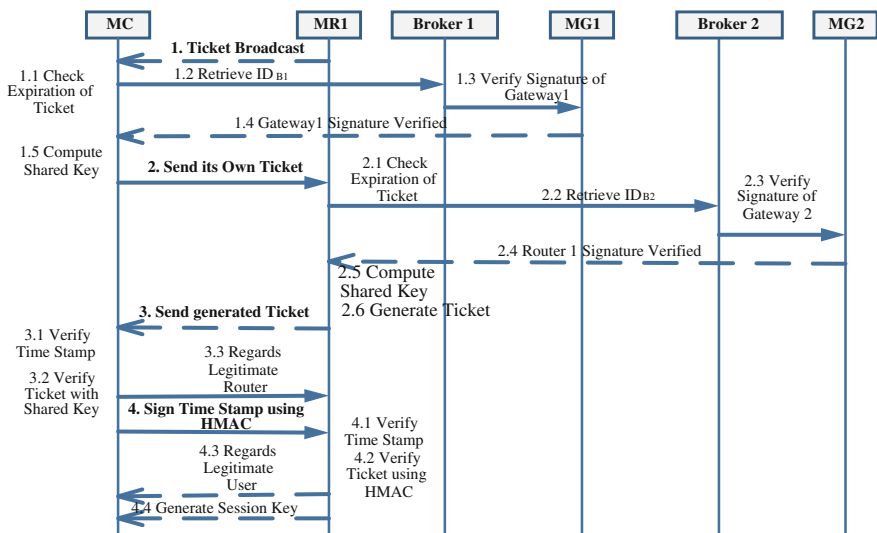 MC
MR1
Broker 1
MG1
Broker 2
MG2
1. Ticket Broadcast
1.1 Check
Expiration of
Ticket
1.2 Retrieve IDB1
1.3 Verify Signature of
Gateway1
1.4 Gateway1 Signature Verified
1.5 Compute
Shared Key
2. Send its Own Ticket
2.1 Check
Expiration of
Ticket
2.2 Retrieve IDB2
2.3 Verify
Signature of
Gateway 2
2.4 Router 1 Signature Verified
2.5 Compute
Shared Key
2.6 Generate Ticket
3. Send generated Ticket
3.1 Verify
Time Stamp
3.2 Verify
Ticket with
Shared Key
3.3 Regards
Legitimate
Router
4. Sign Time Stamp using
HMAC
4.1 Verify
Time Stamp
4.2 Verify
Ticket using
HMAC
4.3 Regards
Legitimate
User
4.4 Generate Session Key